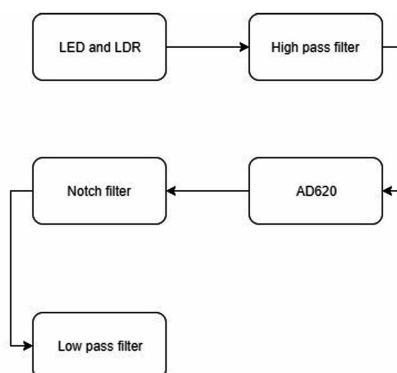 LED and LDR
High pass filter
AD620
Notch filter
Low pass filter